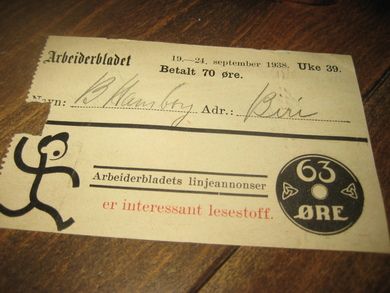 Arbeiderbladet
19.—24. september 1938. Uke 39.
Betalt 70 øre.
Navn: B Hansborg Adr.: Biri
63
ØRE
Arbeiderbladets linjeannonser
er interessant lesestoff.